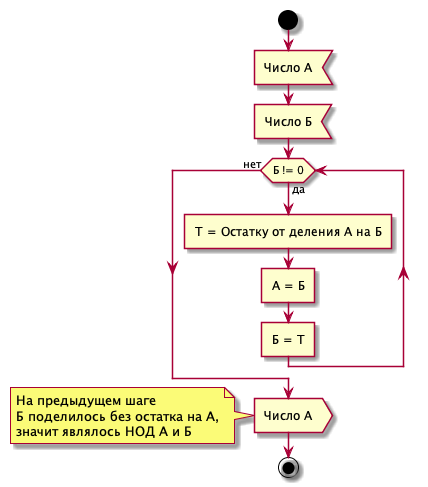 Число А
Число Б
Б != 0
нет
да
Т = Остатку от деления А на Б
А = Б
Б = Т
На предыдущем шаге
Б поделилось без остатка на А,
значит являлось НОД А и Б
Число А